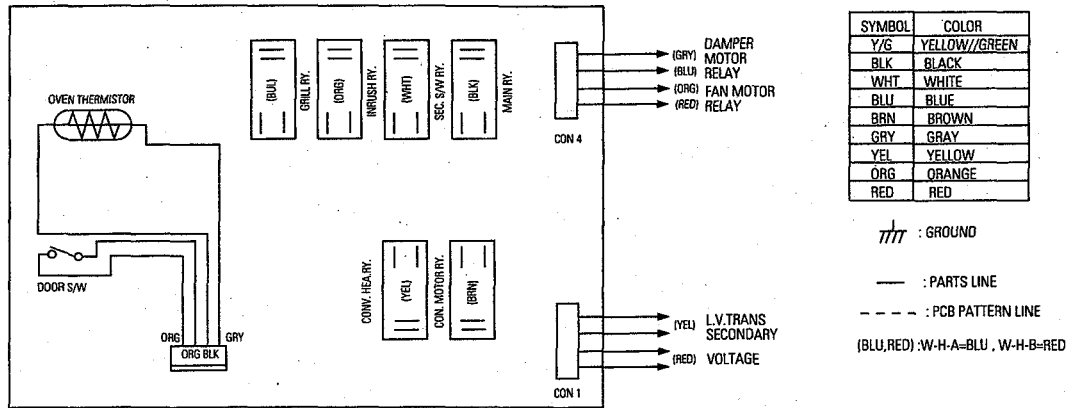 OVEN THERMISTOR
DOOR S/W
ORG
GRY
ORG BLK
(BUL)
GRILL RY.
(ORG)
INRUSH RY.
(WHT)
SEC. S/W RY.
(BLK)
MAIN RY.
CONV. HEA.RY.
(YEL)
CON. MOTOR RY.
(BRN)
CON 4
(GRY)
(BLU)
(ORG)
(RED)
DAMPER
MOTOR
RELAY
FAN MOTOR
RELAY
CON 1
(YEL)
(RED)
L.V.TRANS
SECONDARY
VOLTAGE
SYMBOL COLOR
Y/G YELLOW//GREEN
BLK BLACK
WHT WHITE
BLU BLUE
BRN BROWN
GRY GRAY
YEL YELLOW
ORG ORANGE
RED RED
: GROUND
: PARTS LINE
: PCB PATTERN LINE
(BLU,RED) :W-H-A=BLU , W-H-B=RED